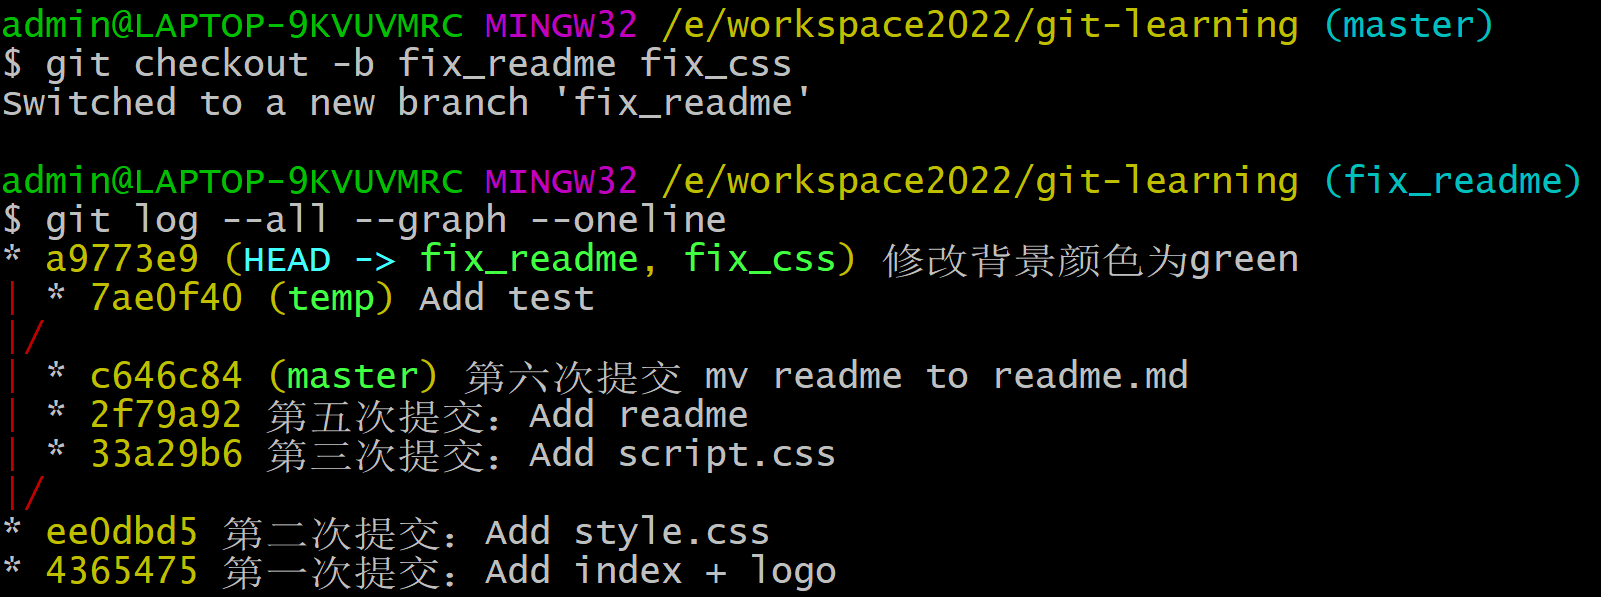 admin@LAPTOP-9KVUVMRC MINGW32 /e/workspace2022/git-learning (master)
$ git checkout -b fix_readme fix_css
Switched to a new branch 'fix_readme'
admin@LAPTOP-9KVUVMRC MINGW32 /e/workspace2022/git-learning (fix_readme)
$ git log --all --graph --oneline
* a9773e9 (HEAD -> fix_readme, fix_css) 修改背景颜色为green
| * 7ae0f40 (temp) Add test
|/
| * c646c84 (master) 第六次提交 mv readme to readme.md
| * 2f79a92 第五次提交：Add readme
| * 33a29b6 第三次提交：Add script.css
|/
* ee0dbd5 第二次提交：Add style.css
* 4365475 第一次提交：Add index + logo